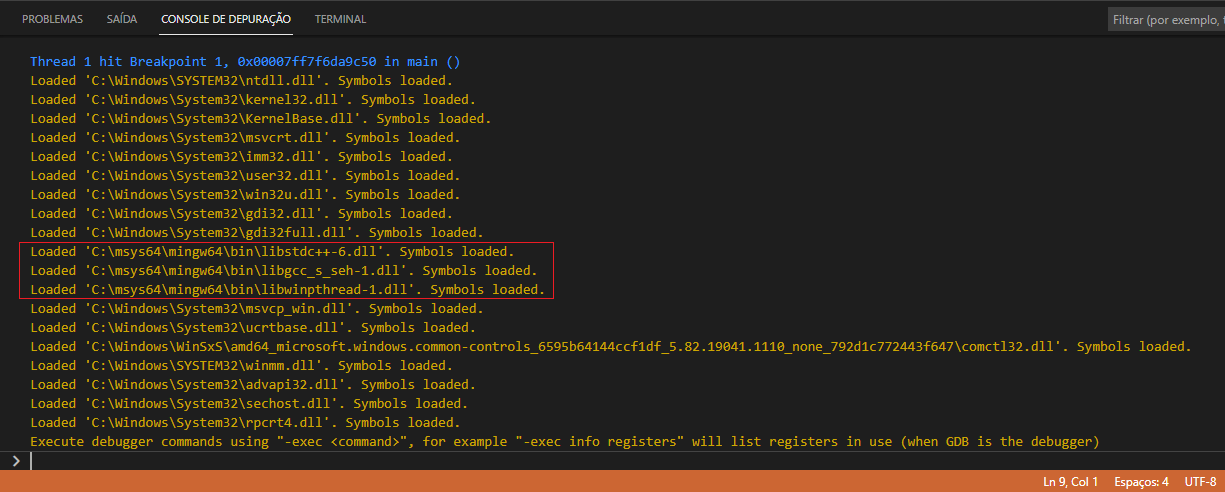 PROBLEMAS SAÍDA CONSOLE DE DEPURAÇÃO TERMINAL Filtrar (por exemplo,
Thread 1 hit Breakpoint 1, 0x00007ff7f6da9c50 in main ()
Loaded 'C:\Windows\SYSTEM32\ntdll.dll'. Symbols loaded.
Loaded 'C:\Windows\System32\kernel32.dll'. Symbols loaded.
Loaded 'C:\Windows\System32\KernelBase.dll'. Symbols loaded.
Loaded 'C:\Windows\System32\msvcrt.dll'. Symbols loaded.
Loaded 'C:\Windows\System32\imm32.dll'. Symbols loaded.
Loaded 'C:\Windows\System32\user32.dll'. Symbols loaded.
Loaded 'C:\Windows\System32\win32u.dll'. Symbols loaded.
Loaded 'C:\Windows\System32\gdi32.dll'. Symbols loaded.
Loaded 'C:\Windows\System32\gdi32full.dll'. Symbols loaded.
Loaded 'C:\msys64\mingw64\bin\libstdc++-6.dll'. Symbols loaded.
Loaded 'C:\msys64\mingw64\bin\libgcc_s_seh-1.dll'. Symbols loaded.
Loaded 'C:\msys64\mingw64\bin\libwinpthread-1.dll'. Symbols loaded.
Loaded 'C:\Windows\System32\msvcp_win.dll'. Symbols loaded.
Loaded 'C:\Windows\System32\ucrtbase.dll'. Symbols loaded.
Loaded 'C:\Windows\WinSxS\amd64_microsoft.windows.common-controls_6595b64144ccf1df_5.82.19041.1110_none_792d1c772443f647\comctl32.dll'. Symbols loaded.
Loaded 'C:\Windows\SYSTEM32\winmm.dll'. Symbols loaded.
Loaded 'C:\Windows\System32\advapi32.dll'. Symbols loaded.
Loaded 'C:\Windows\System32\sechost.dll'. Symbols loaded.
Loaded 'C:\Windows\System32\rpcrt4.dll'. Symbols loaded.
Execute debugger commands using "-exec <command>", for example "-exec info registers" will list registers in use (when GDB is the debugger)
>
Ln 9, Col 1 Espaços: 4 UTF-8